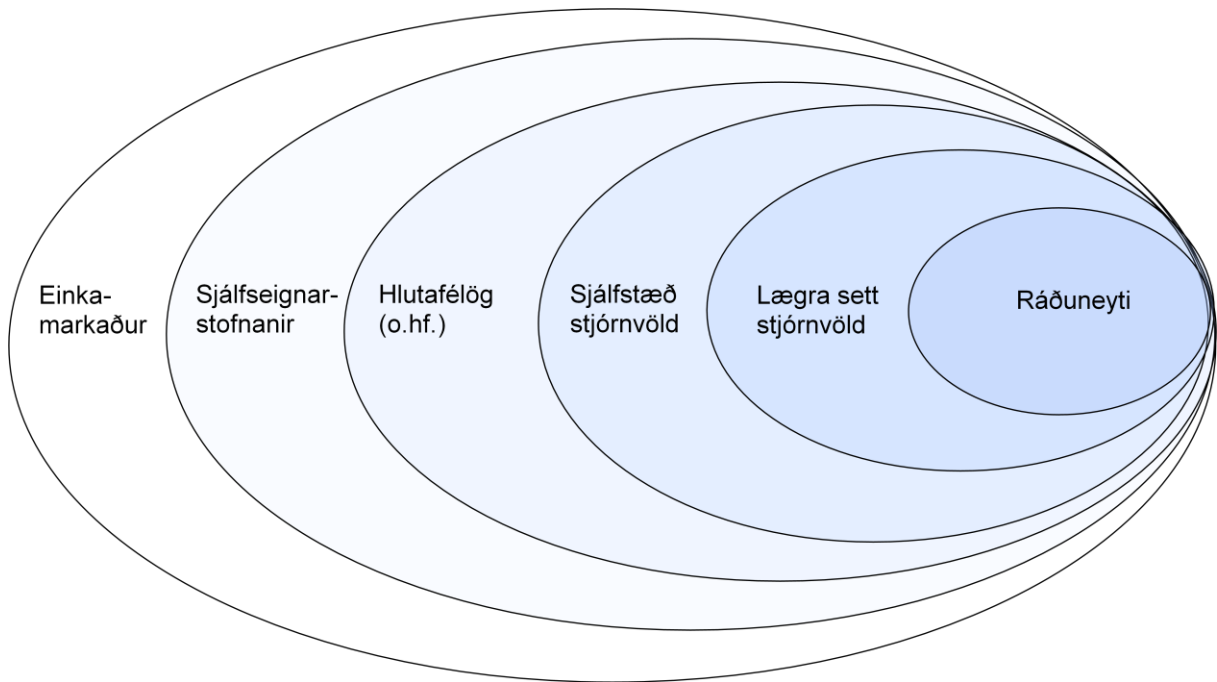 Einka-
markaður
Sjálfseignar-
stofnanir
Hlutafélög
(o.hf.)
Sjálfstæð
stjórnvöld
Lægra sett
stjórnvöld
Ráðuneyti